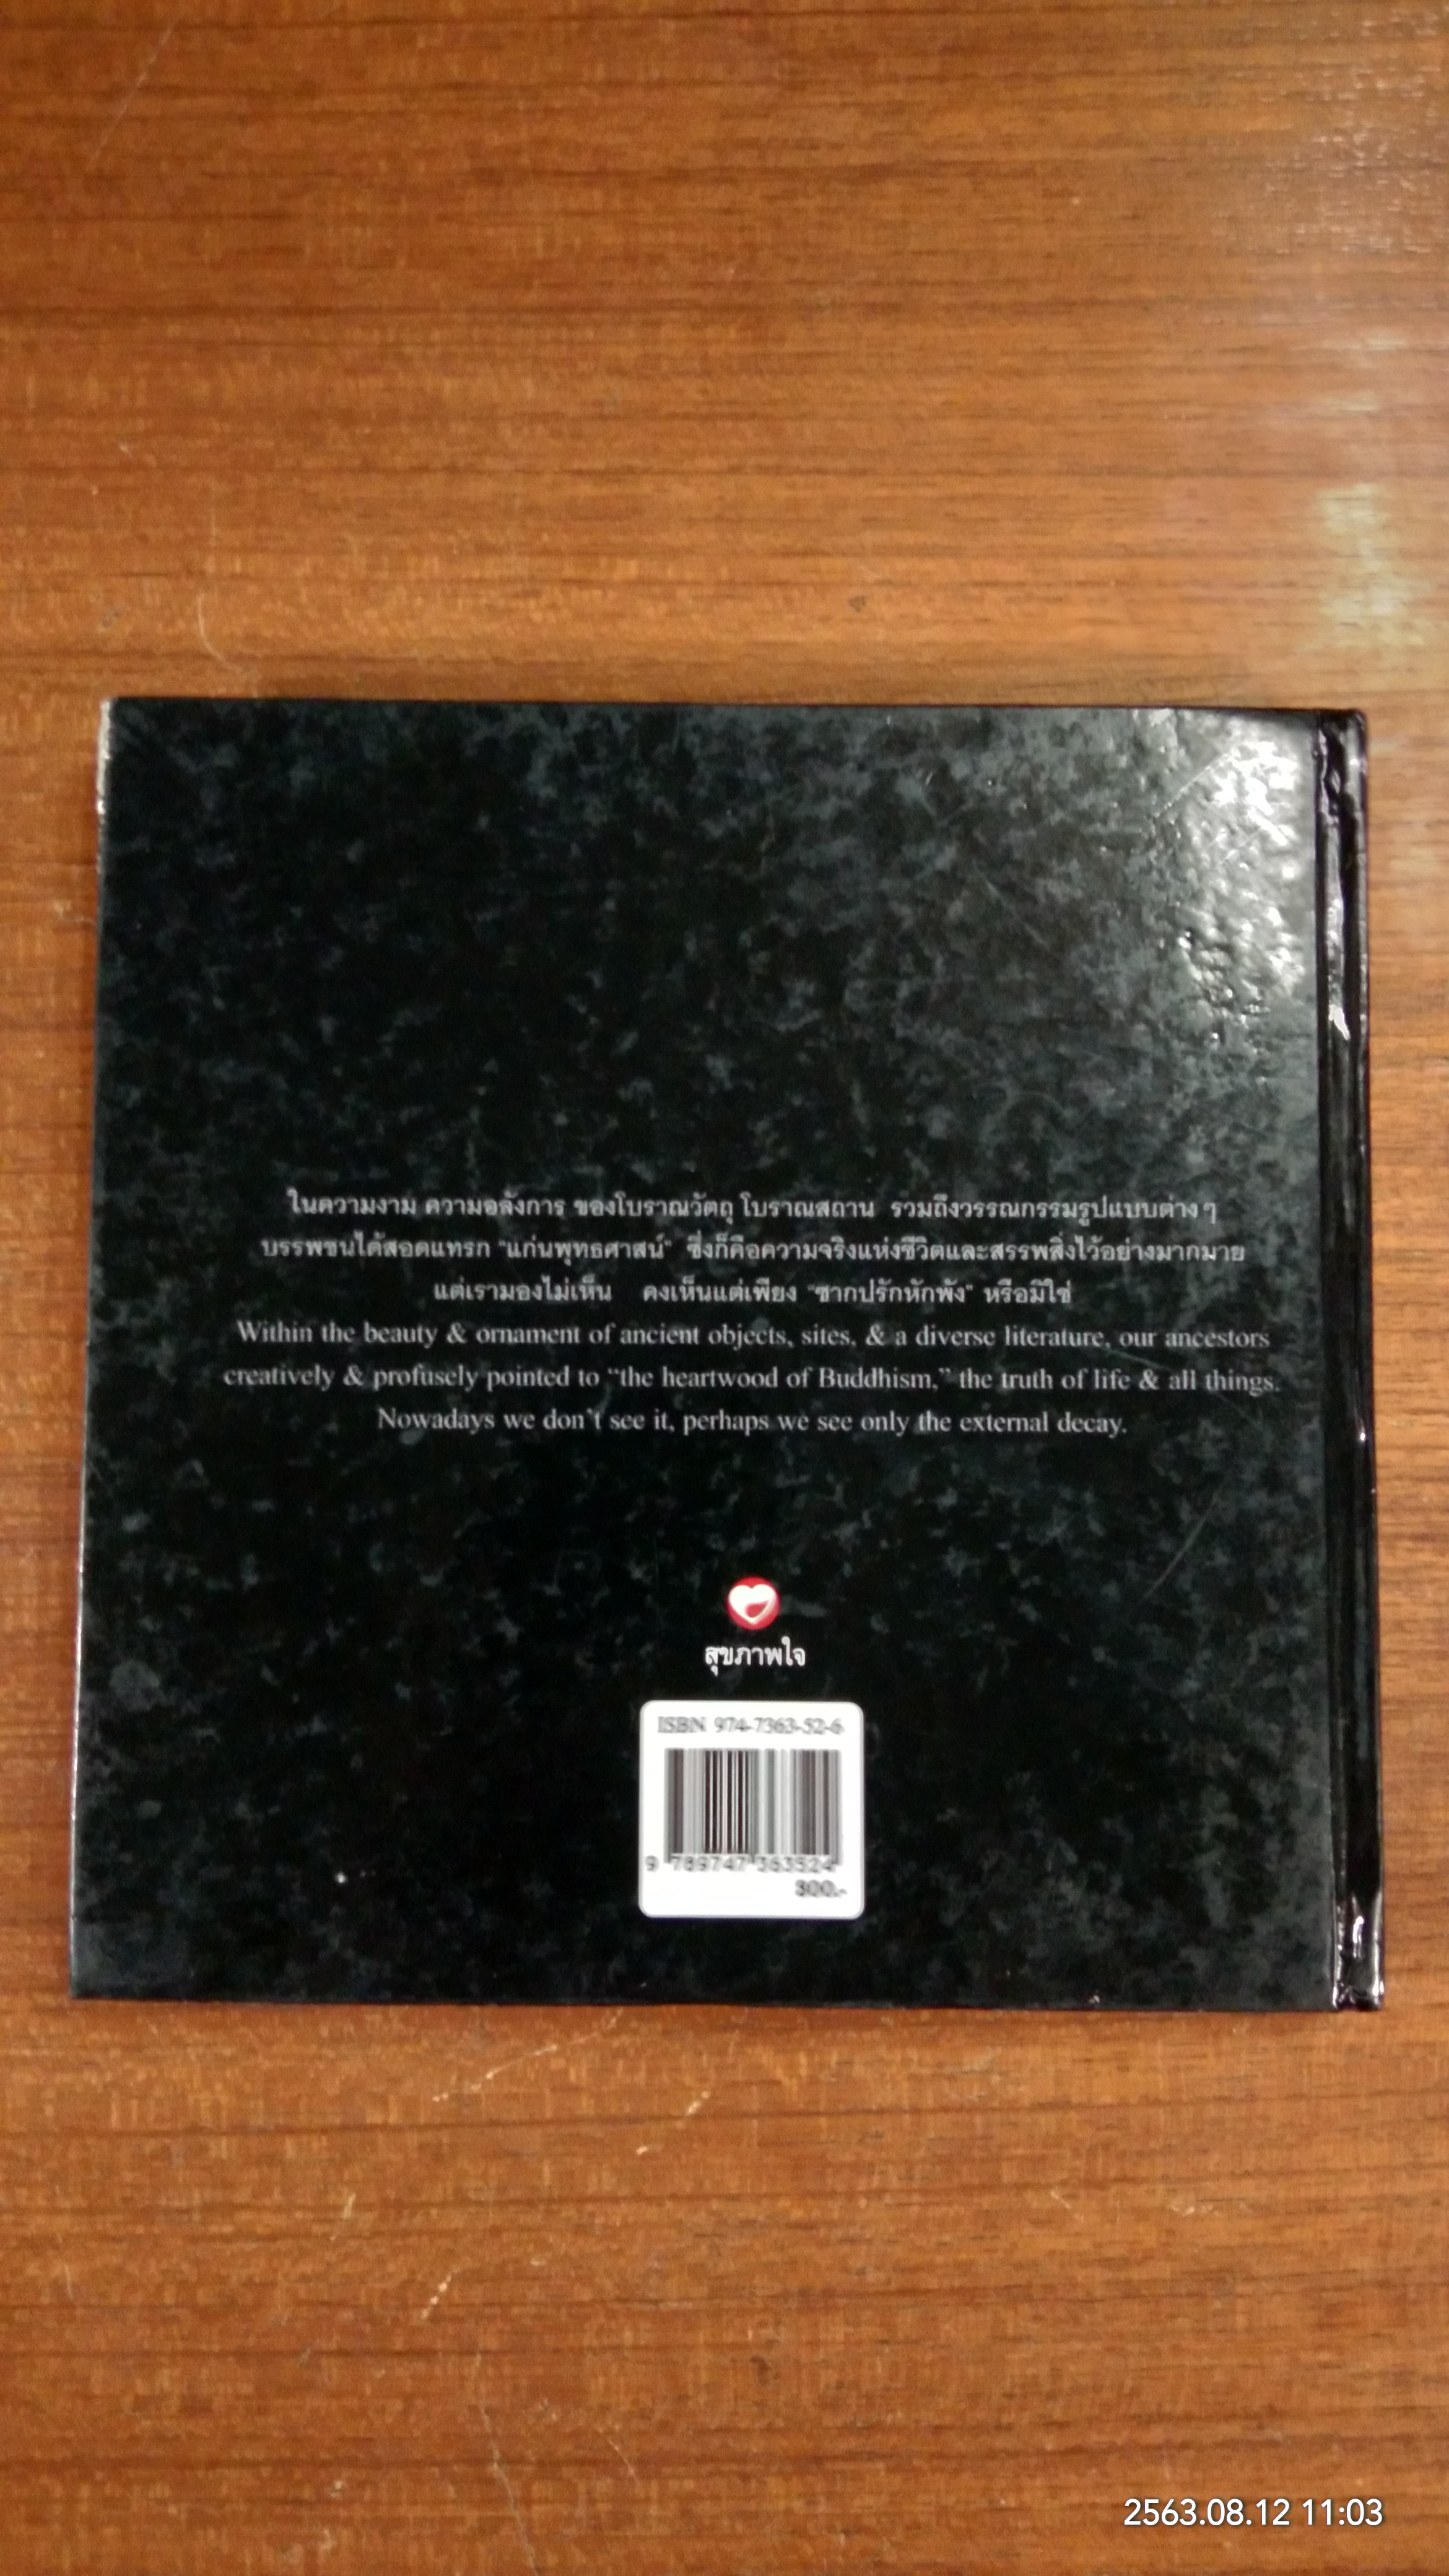 ในความงาม ความอลังการ ของโบราณวัตถุ โบราณสถาน รวมถึงวรรณกรรมรูปแบบต่างๆ
บรรพชนได้สอดแทรก "แก่นพุทธศาสน์" ซึ่งก็คือความจริงแห่งชีวิตและสรรพสิ่งไว้อย่างมากมาย
แต่เรามองไม่เห็น คงเห็นแต่เพียง "ซากปรักหักพัง" หรือมิใช่
Within the beauty & ornament of ancient objects, sites, & a diverse literature, our ancestors
creatively & profusely pointed to “the heartwood of Buddhism,” the truth of life & all things.
Nowadays we don’t see it, perhaps we see only the external decay.
สุขภาพใจ
ISBN 974-7363-52-6
9 789747 363524
300.-
2563.08.12 11:03